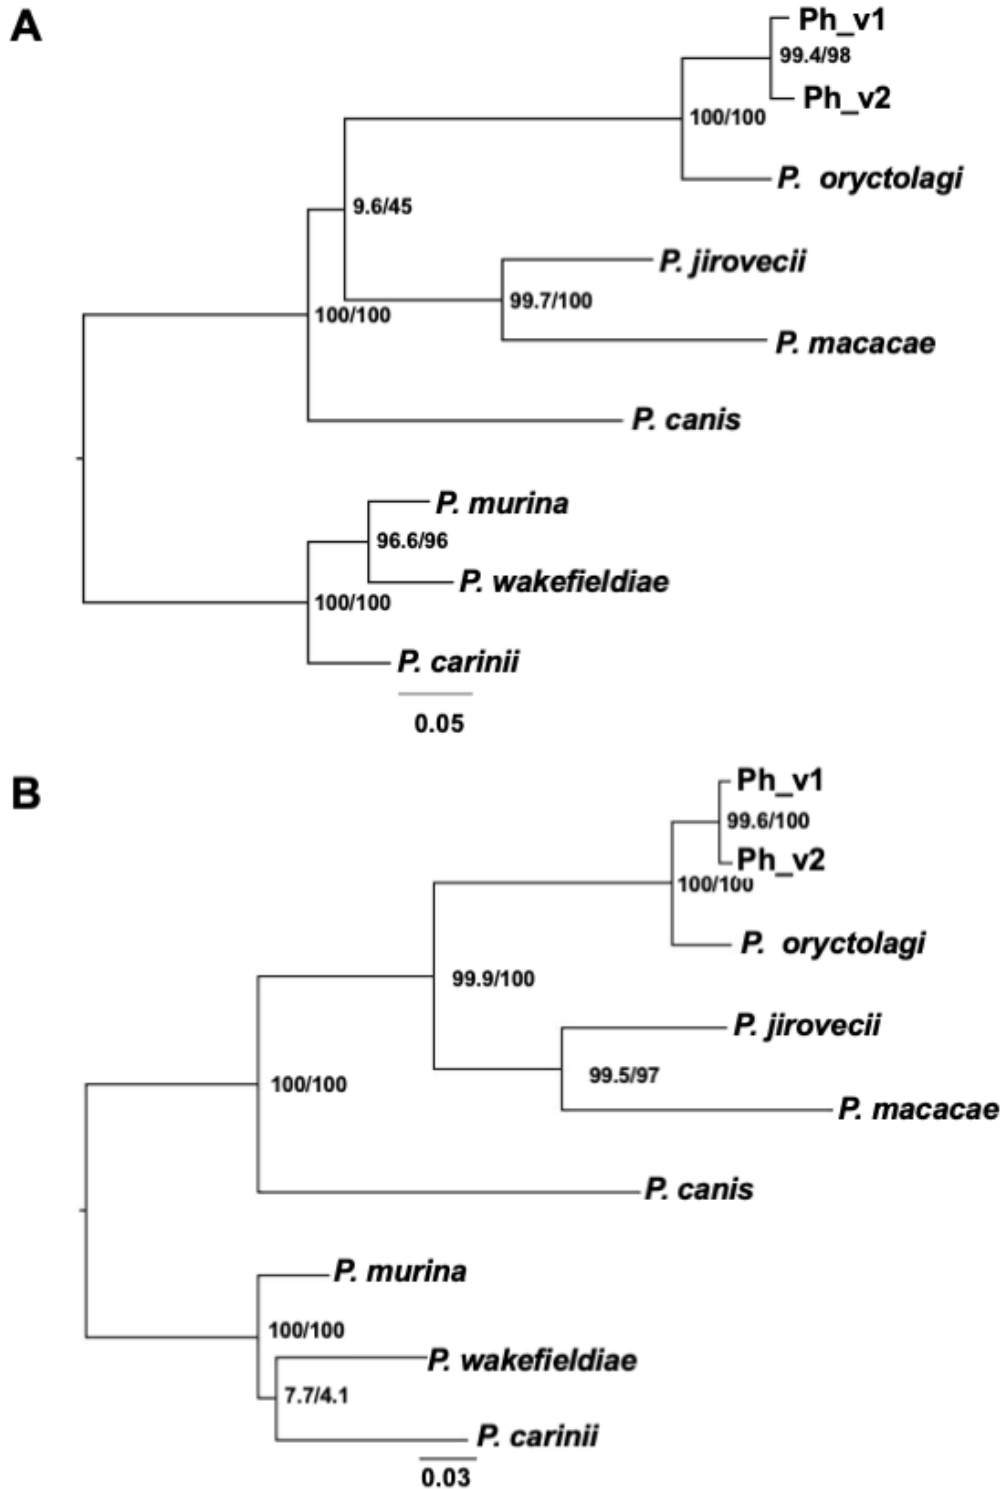 A
Ph_v1
99.4/98
Ph_v2
100/100
P. oryctolagi
9.6/45
P. jirovecii
99.7/100
100/100
P. macacae
P. canis
P. murina
96.6/96
P. wakefieldiae
100/100
P. carinii
0.05
B
Ph_v1
99.6/100
Ph_v2
100/100
P. oryctolagi
99.9/100
P. jirovecii
99.5/97
100/100
P. macacae
P. canis
P. murina
100/100
P. wakefieldiae
7.7/4.1
P. carinii
0.03